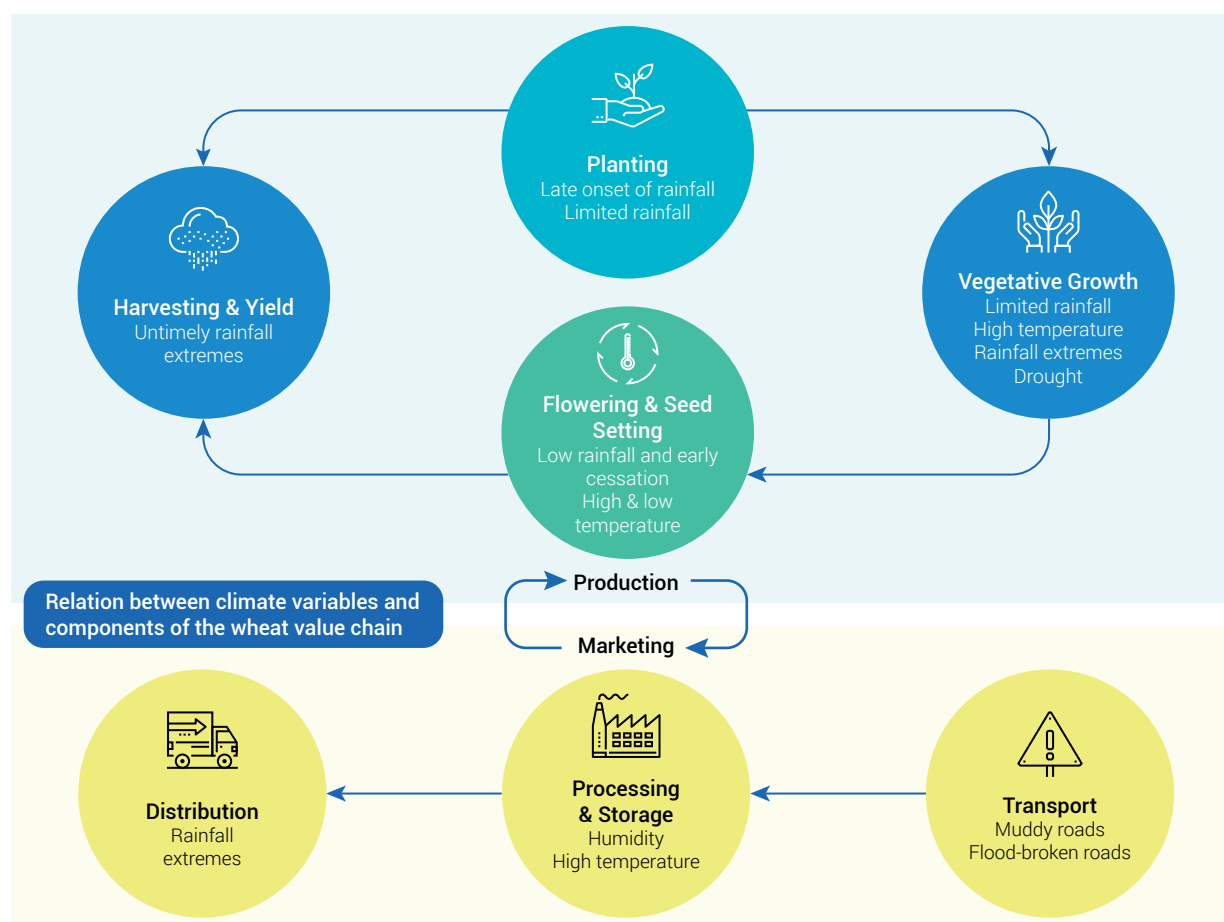 Planting
Late onset of rainfall
Limited rainfall
Harvesting & Yield
Untimely rainfall
extremes
Vegetative Growth
Limited rainfall
High temperature
Rainfall extremes
Drought
Flowering & Seed
Setting
Low rainfall and early
cessation
High & low
temperature
Production
Relation between climate variables and
components of the wheat value chain
Marketing
Distribution
Rainfall
extremes
Processing
& Storage
Humidity
High temperature
Transport
Muddy roads
Flood-broken roads